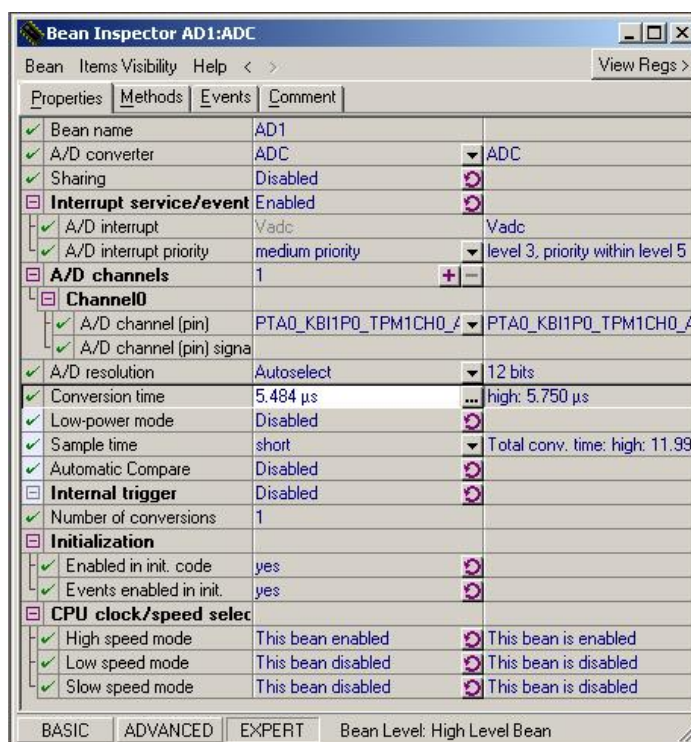 Bean Inspector AD1:ADC
Bean Items Visibility Help < > View Regs >
Properties Methods Events Comment
Bean name AD1
A/D converter ADC ADC
Sharing Disabled
Interrupt service/event Enabled
A/D interrupt Vadc Vadc
A/D interrupt priority medium priority level 3, priority within level 5
A/D channels 1 + −
Channel0
A/D channel (pin) PTA0_KBI1P0_TPM1CH0_A PTA0_KBI1P0_TPM1CH0_A
A/D channel (pin) signa
A/D resolution Autoselect 12 bits
Conversion time 5.484 µs ... high: 5.750 µs
Low-power mode Disabled
Sample time short Total conv. time: high: 11.99
Automatic Compare Disabled
Internal trigger Disabled
Number of conversions 1
Initialization
Enabled in init. code yes
Events enabled in init. yes
CPU clock/speed selec
High speed mode This bean enabled This bean is enabled
Low speed mode This bean disabled This bean is disabled
Slow speed mode This bean disabled This bean is disabled
BASIC ADVANCED EXPERT Bean Level: High Level Bean